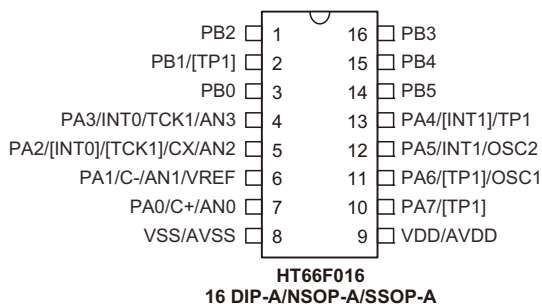 PB2 1 16 PB3
PB1/[TP1] 2 15 PB4
PB0 3 14 PB5
PA3/INT0/TCK1/AN3 4 13 PA4/[INT1]/TP1
PA2/[INT0]/[TCK1]/CX/AN2 5 12 PA5/INT1/OSC2
PA1/C-/AN1/VREF 6 11 PA6/[TP1]/OSC1
PA0/C+/AN0 7 10 PA7/[TP1]
VSS/AVSS 8 9 VDD/AVDD
HT66F016
16 DIP-A/NSOP-A/SSOP-A